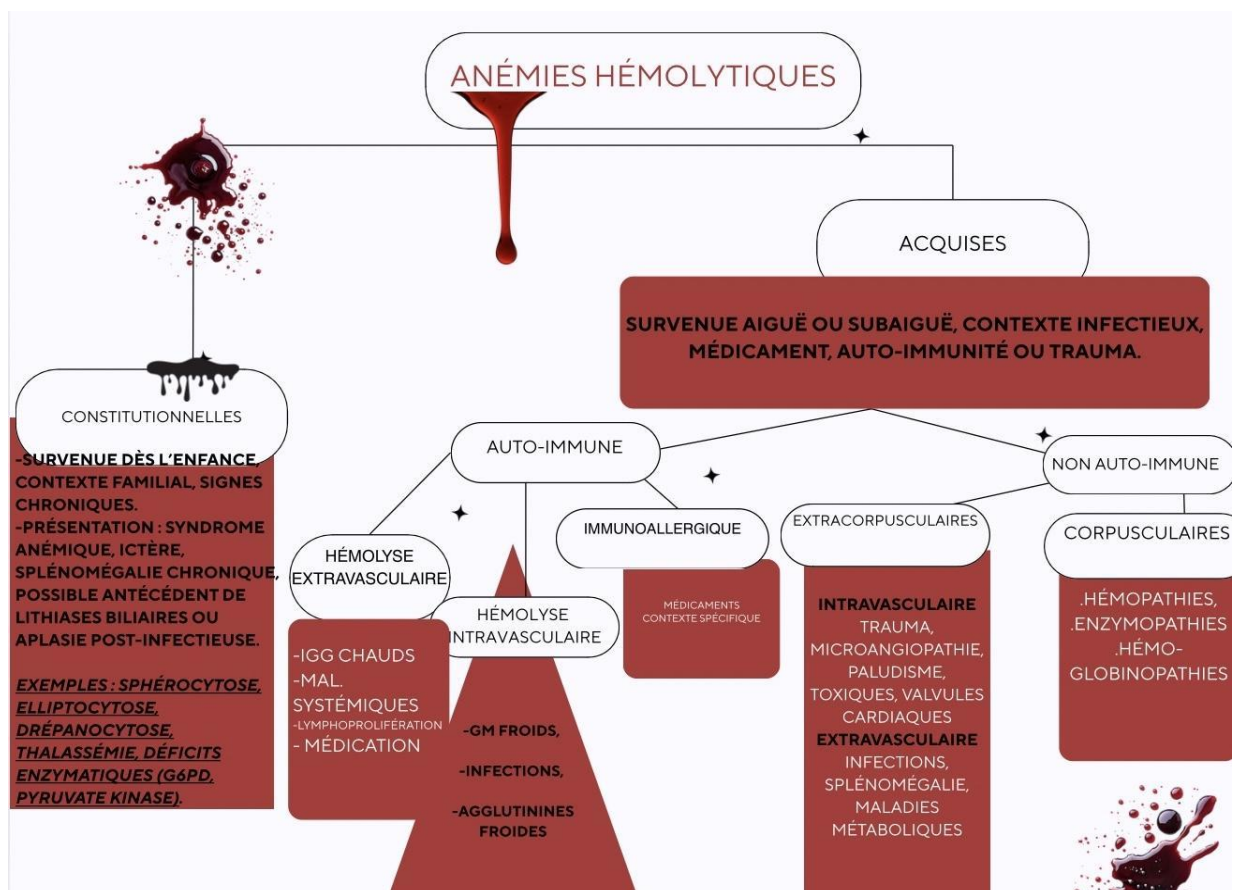 ANÉMIES HÉMOLYTIQUES
ACQUISES
SURVENUE AIGUË OU SUBAIGUË, CONTEXTE INFECTIEUX,
MÉDICAMENT, AUTO-IMMUNITÉ OU TRAUMA.
CONSTITUTIONNELLES
-SURVENUE DÈS L'ENFANCE,
CONTEXTE FAMILIAL, SIGNES
CHRONIQUES.
-PRÉSENTATION : SYNDROME
ANÉMIQUE, ICTÈRE,
SPLÉNOMÉGALIE CHRONIQUE,
POSSIBLE ANTÉCÉDENT DE
LITHIASES BILIAIRES OU
APLASIE POST-INFECTIEUSE.
EXEMPLES : SPHÉROCYTOSE,
ELLIPTOCYTOSE,
DRÉPANOCYTOSE,
THALASSÉMIE, DÉFICITS
ENZYMATIQUES (G6PD,
PYRUVATE KINASE).
AUTO-IMMUNE
HÉMOLYSE
EXTRAVASCULAIRE
-IGG CHAUDS
-MAL.
SYSTÉMIQUES
-LYMPHOPROLIFÉRATION
- MÉDICATION
HÉMOLYSE
INTRAVASCULAIRE
-GM FROIDS,
-INFECTIONS,
-AGGLUTININES
FROIDES
IMMUNOALLERGIQUE
MÉDICAMENTS
CONTEXTE SPÉCIFIQUE
NON AUTO-IMMUNE
EXTRACORPUSCULAIRES
INTRAVASCULAIRE
TRAUMA,
MICROANGIOPATHIE,
PALUDISME,
TOXIQUES, VALVULES
CARDIAQUES
EXTRAVASCULAIRE
INFECTIONS,
SPLÉNOMÉGALIE,
MALADIES
MÉTABOLIQUES
CORPUSCULAIRES
.HÉMOPATHIES,
.ENZYMOPATHIES
.HÉMO-
GLOBINOPATHIES